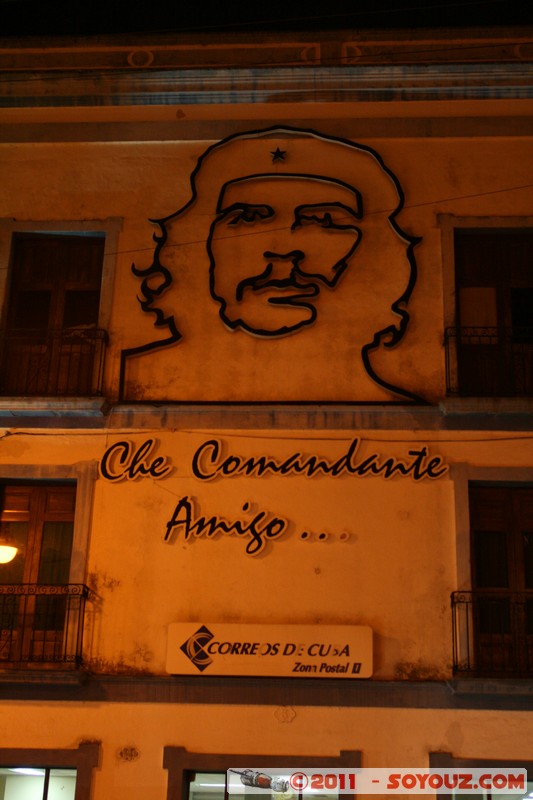 Che Comandante
Amigo ...
CORREOS DE CUBA
Zona Postal 1
©2011 - SOYOUZ.COM